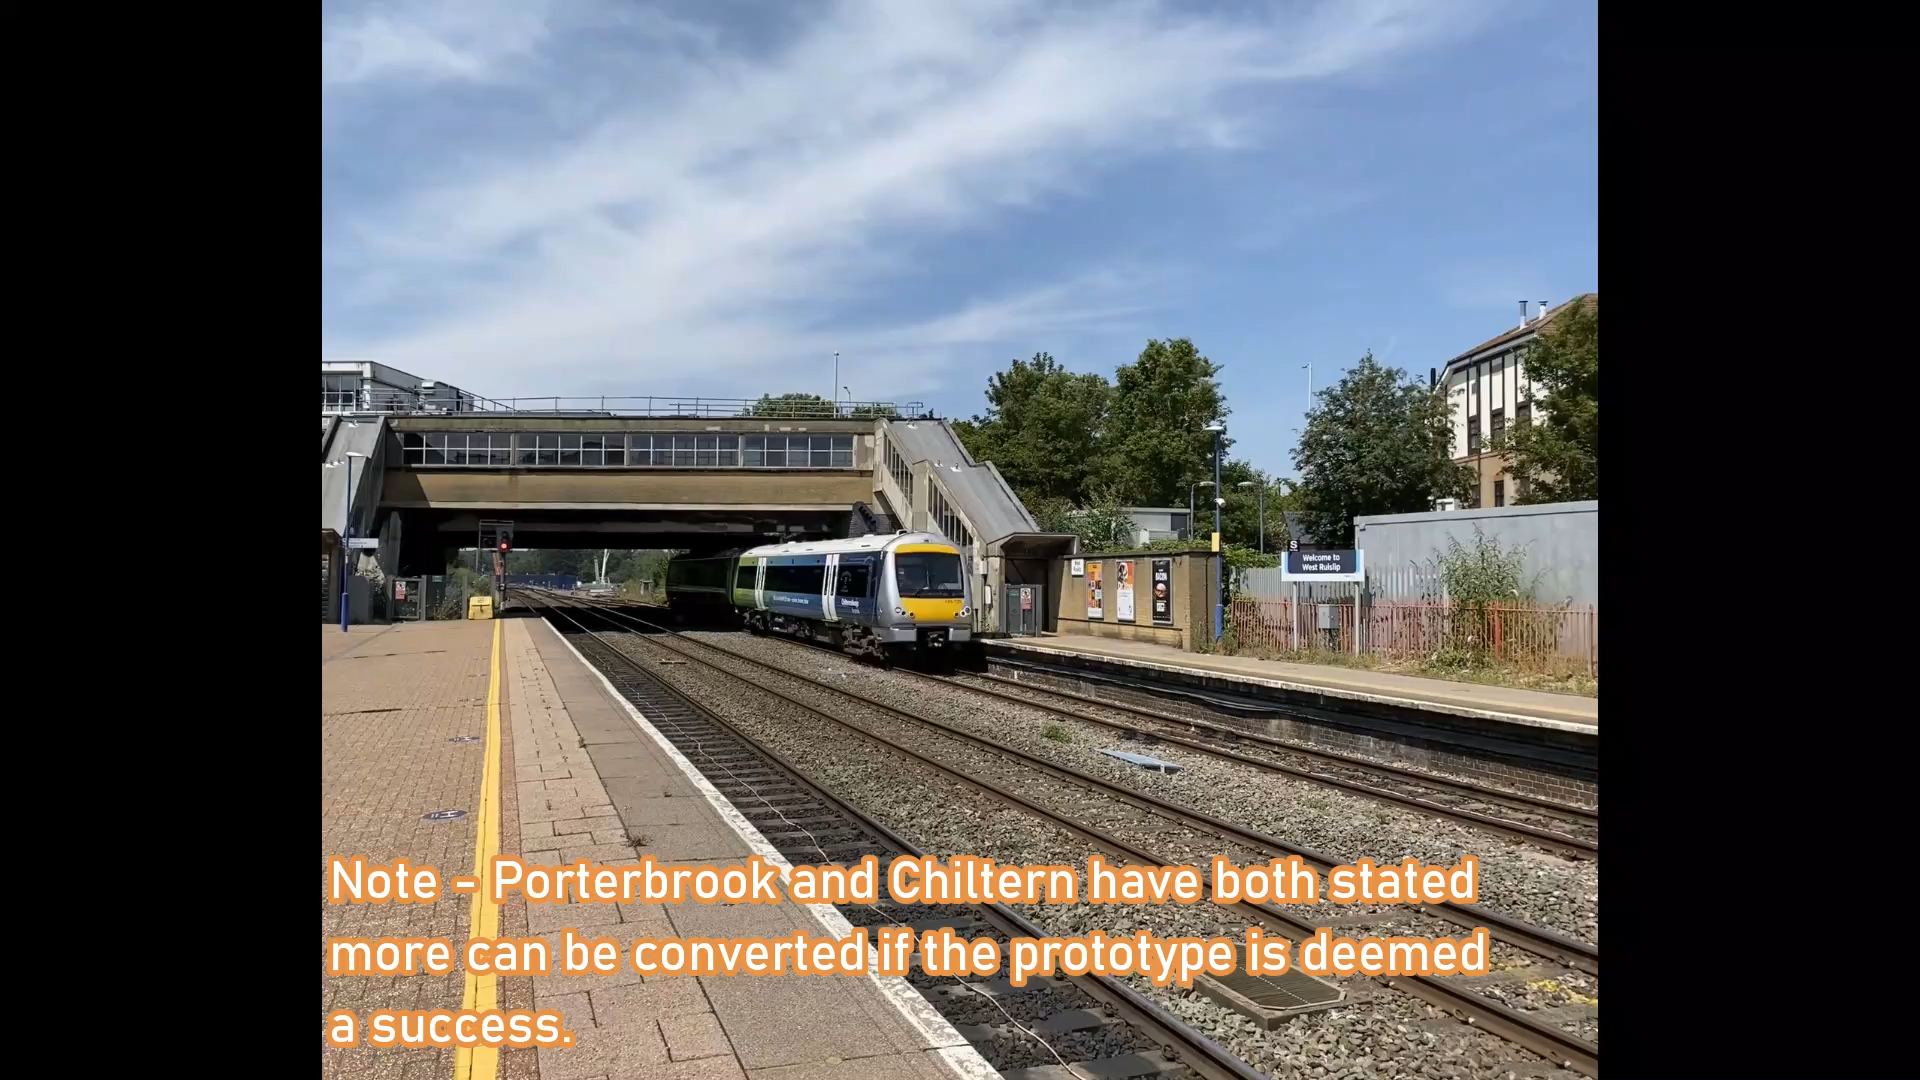 Welcome to
West Ruislip
Note - Porterbrook and Chiltern have both stated
more can be converted if the prototype is deemed
a success.